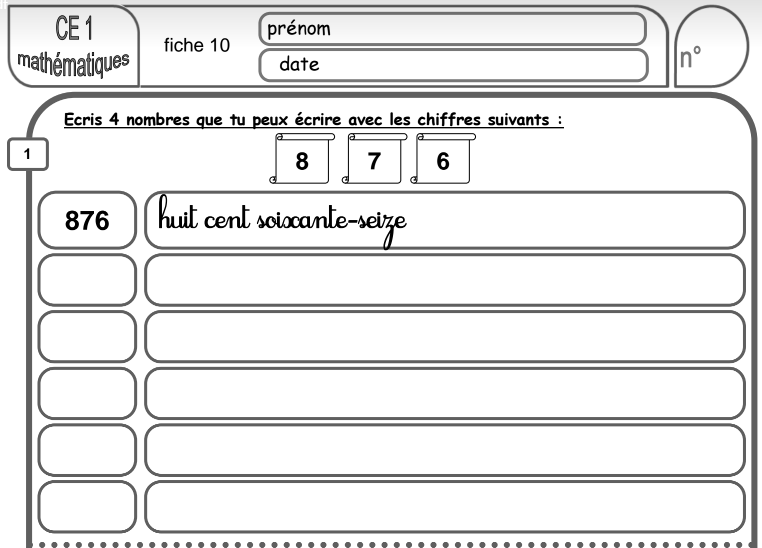 CE 1
mathématiques
fiche 10
prénom
date
n°
Ecris 4 nombres que tu peux écrire avec les chiffres suivants :
1
8 7 6
876 huit cent soixante-seize